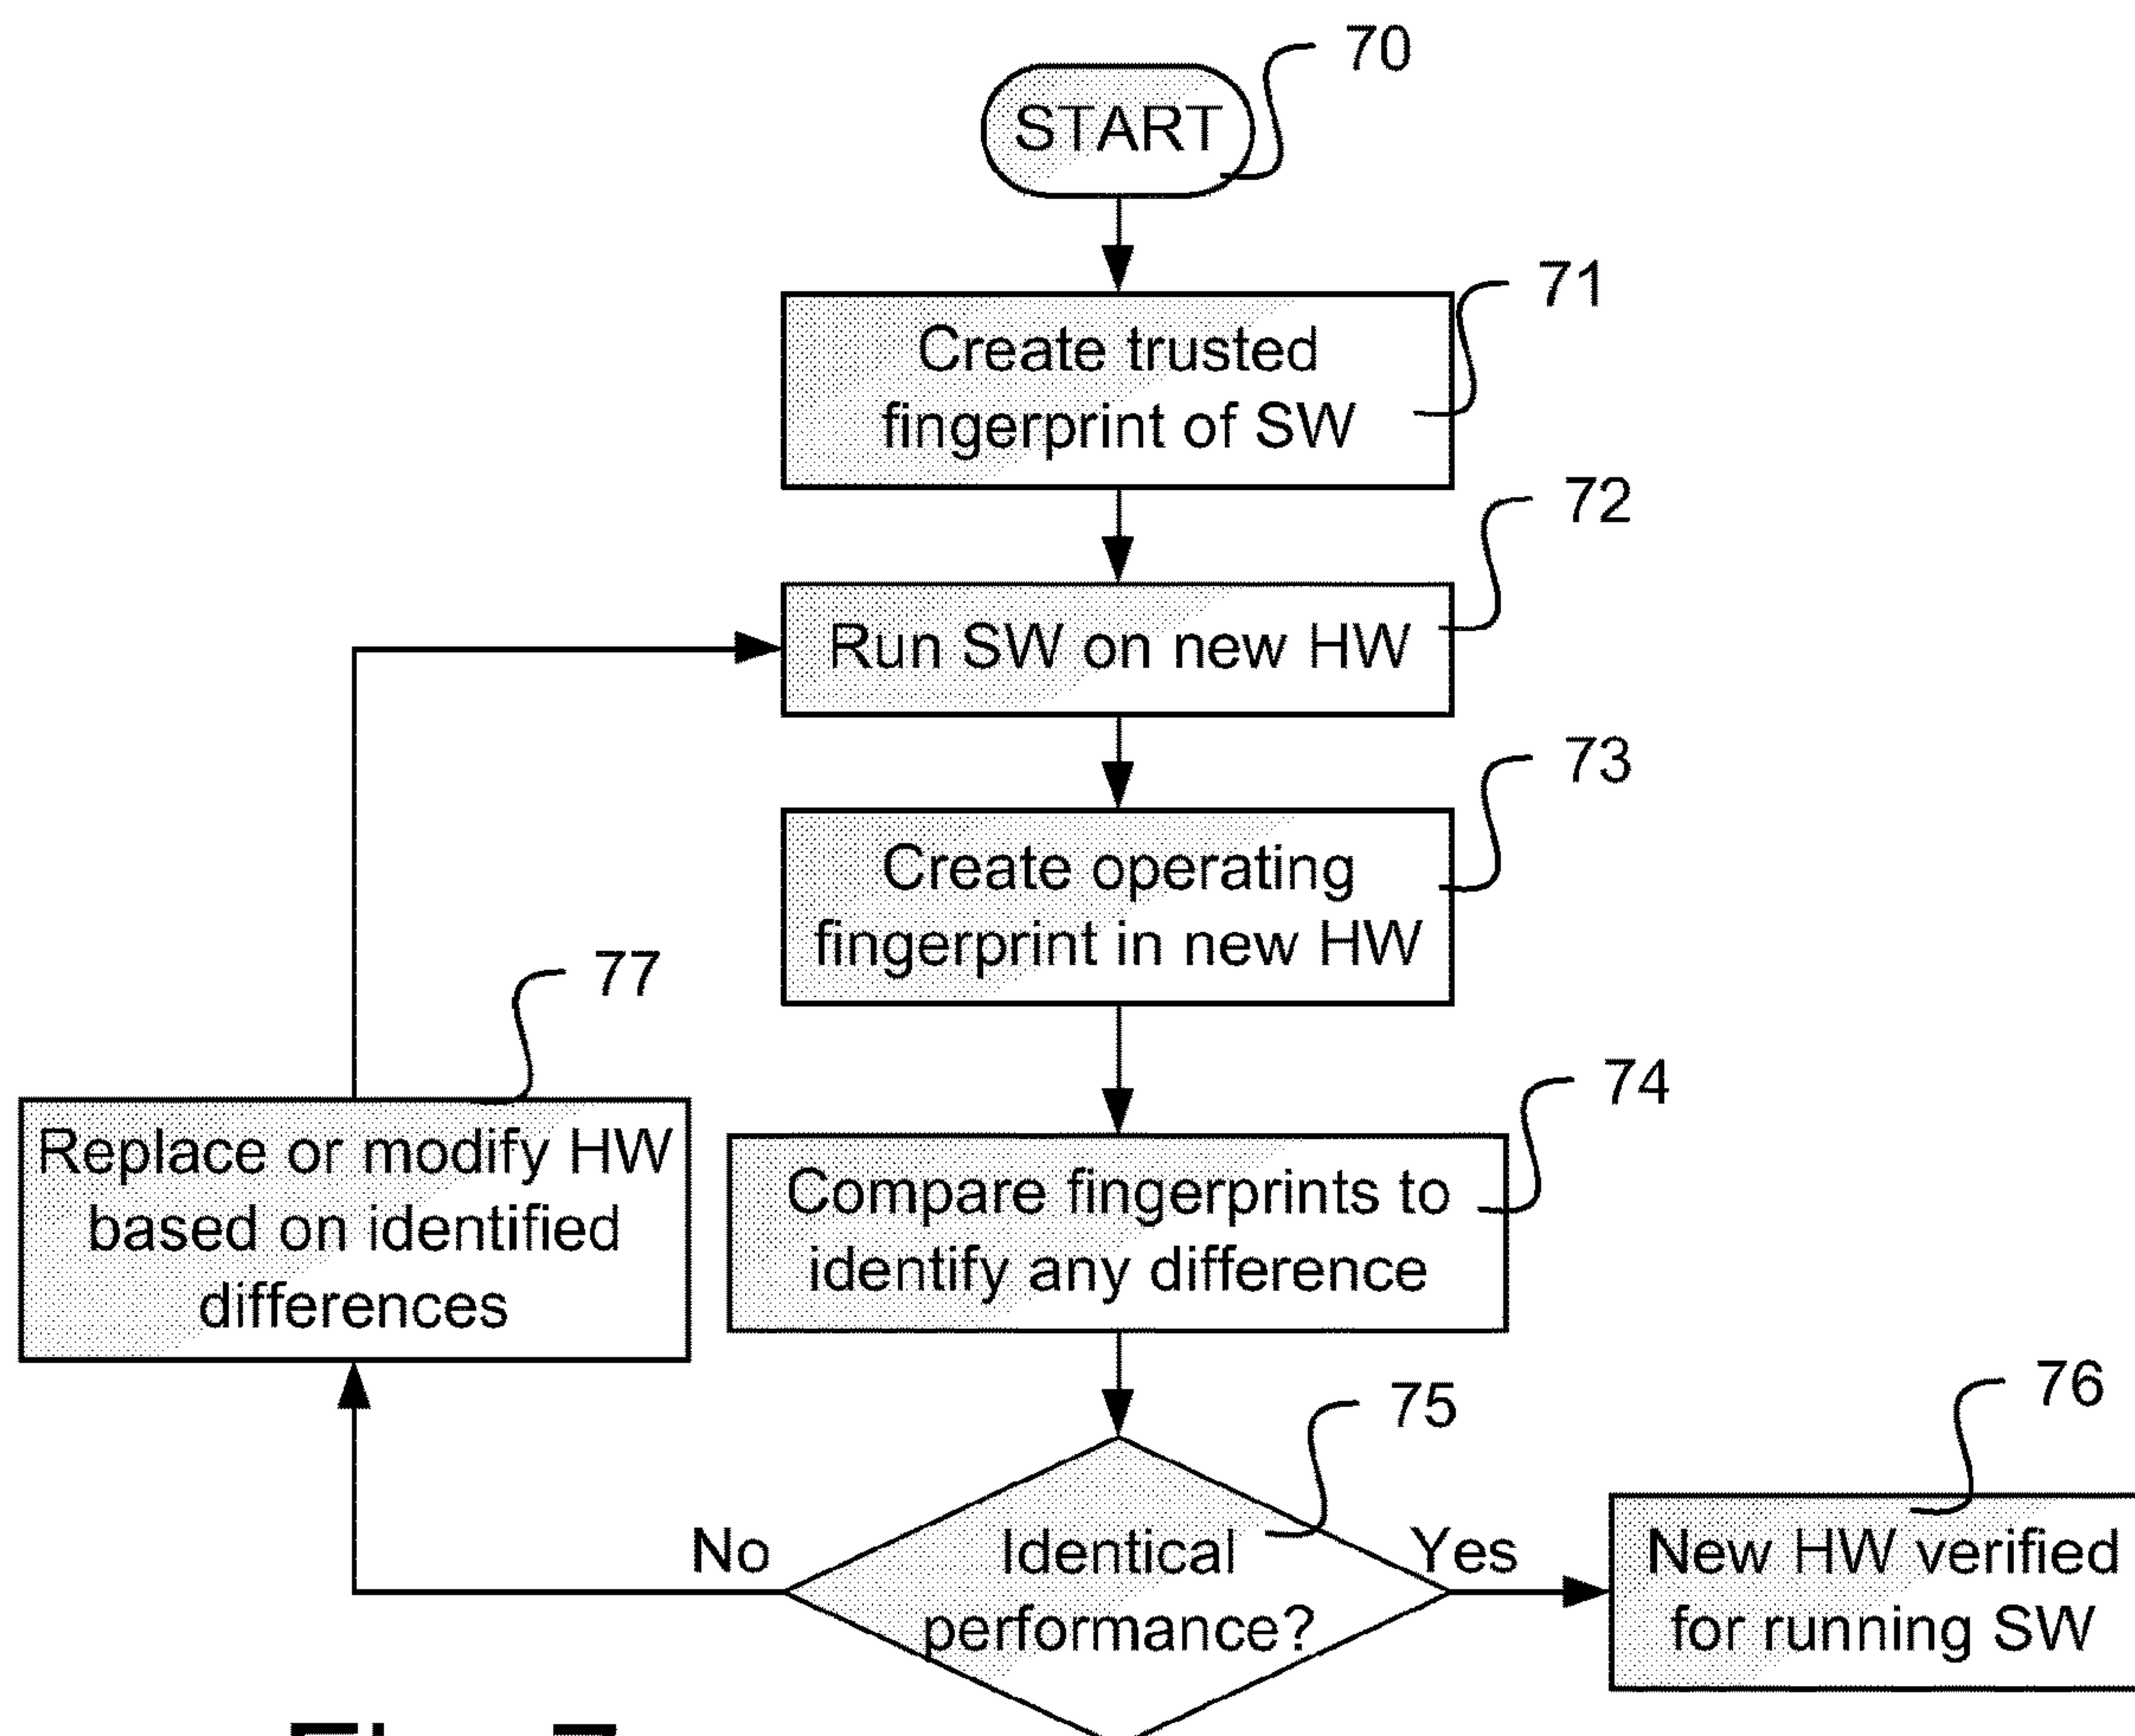 70
START
71
Create trusted
fingerprint of SW
72
Run SW on new HW
73
Create operating
fingerprint in new HW
77
74
Replace or modify HW
based on identified
differences
Compare fingerprints to
identify any difference
75
76
No
Identical
performance?
Yes
New HW verified
for running SW